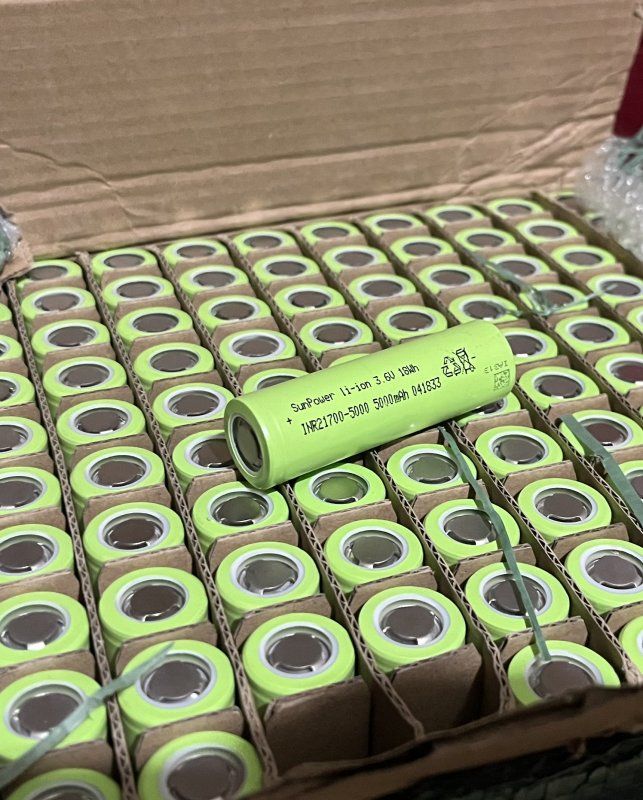 + SunPower li-ion 3.6V 18Wh
INR21700-5000 5000mAh 041833